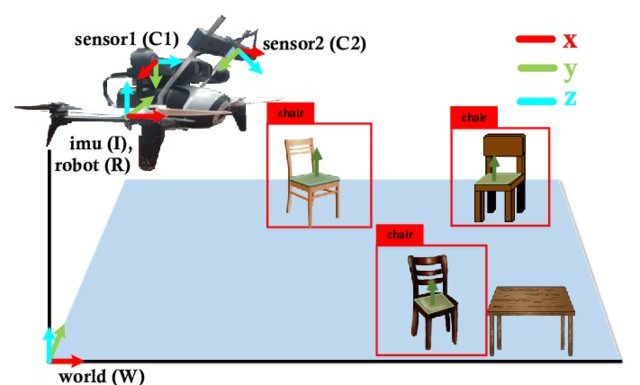 sensor1 (C1)
sensor2 (C2)
x
y
z
imu (I),
robot (R)
chair
chair
chair
world (W)